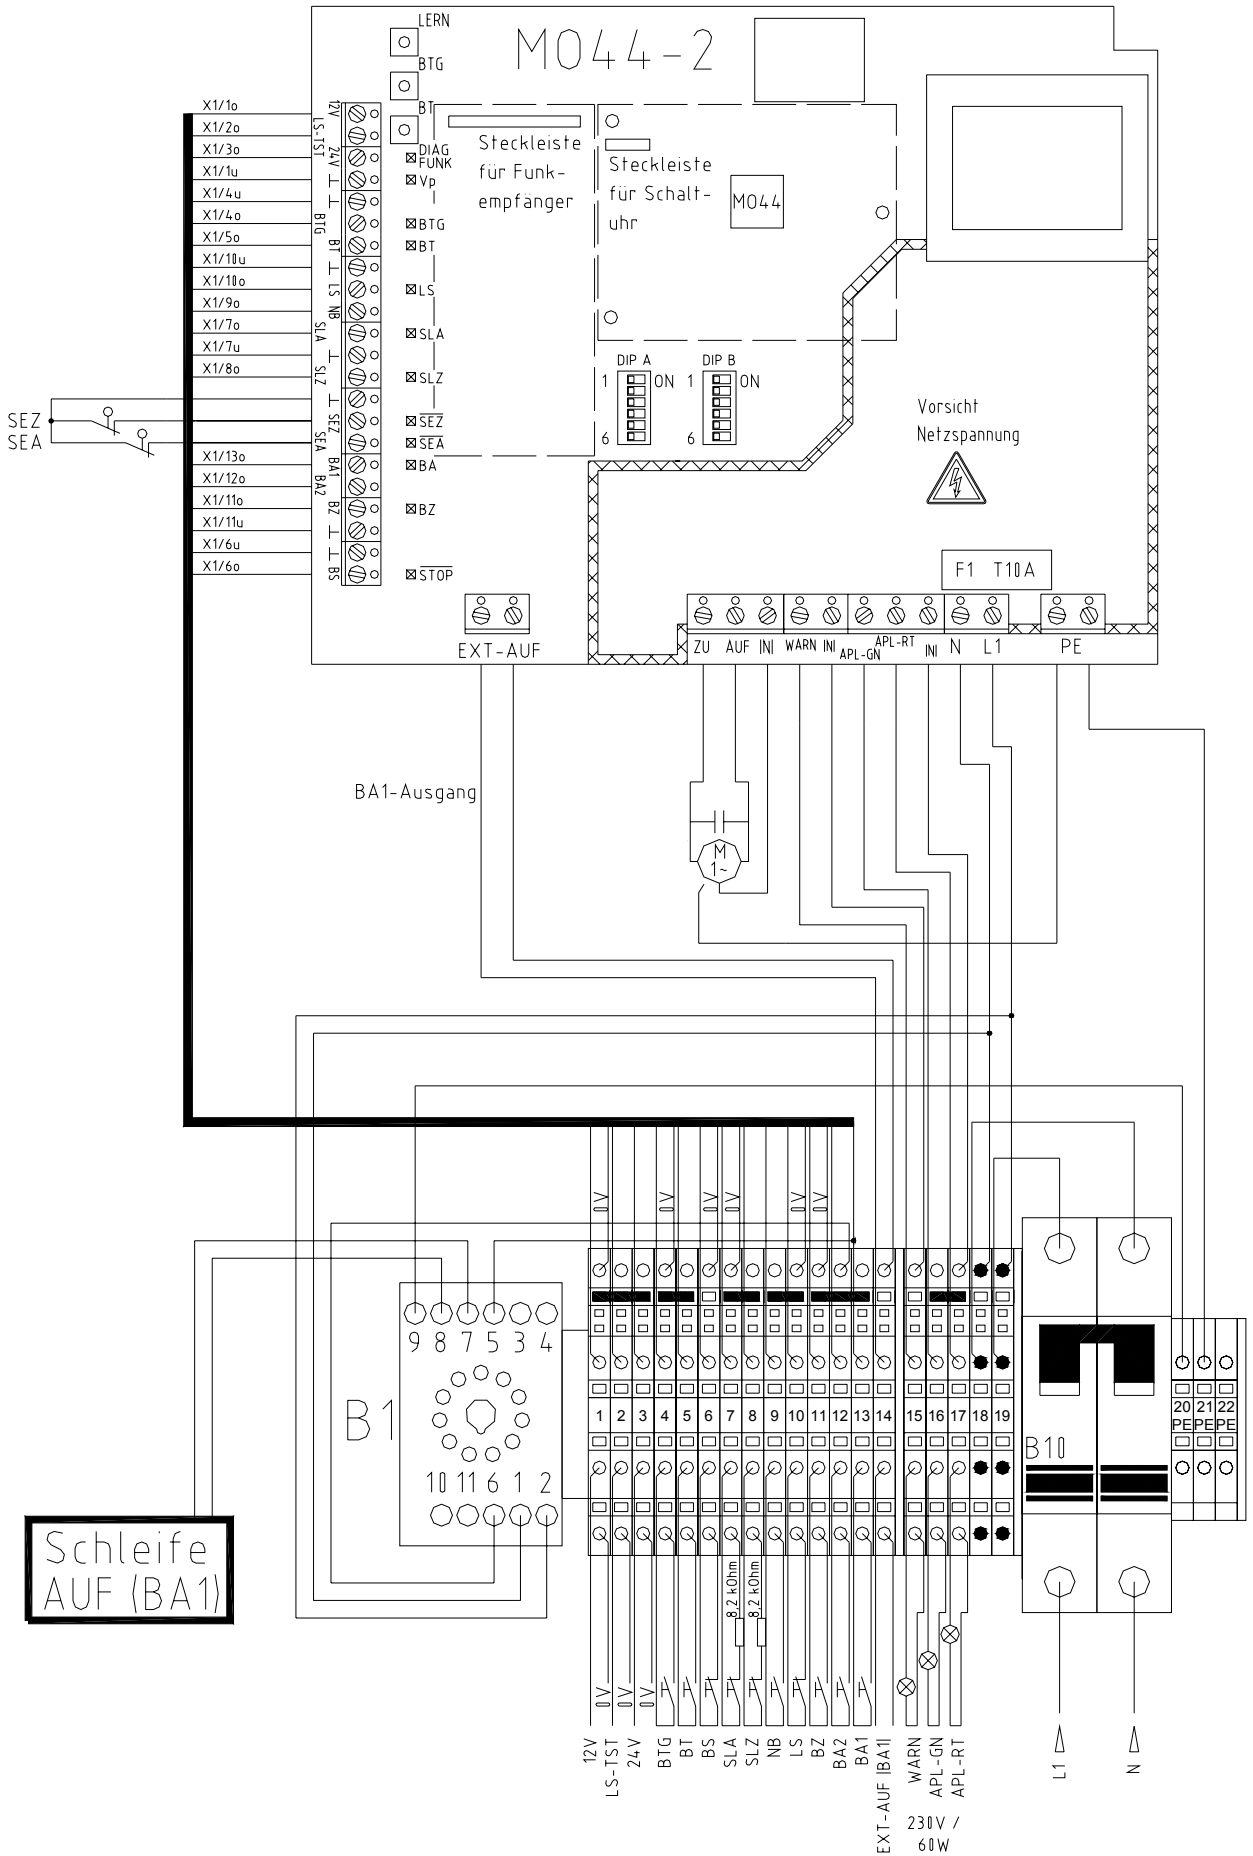 LERN
MO44-2
BTG
BT
Steckleiste
für Funk-
empfänger
Steckleiste
für Schalt-
uhr
MO44
X1/1o
X1/2o
X1/3o
X1/1u
X1/4u
X1/4o
X1/5o
X1/10u
X1/10o
X1/9o
X1/7o
X1/7u
X1/8o
SEZ
SEA
X1/13o
X1/12o
X1/11o
X1/11u
X1/6u
X1/6o
12V
LS-TST
24V
⊥
⊥
BTG
BT
⊥
LS
NB
SLA
⊥
SLZ
⊥
SEZ
SEA
BA1
BA2
BZ
⊥
⊥
BS
DIAG
FUNK
Vp
BTG
BT
LS
SLA
SLZ
SEZ
SEA
BA
BZ
STOP
DIP A
1 ON
6
DIP B
1 ON
6
Vorsicht
Netzspannung
F1 T10A
EXT-AUF
ZU AUF INI WARN INI APL-GN APL-RT INI N L1 PE
BA1-Ausgang
M
1~
0V 0V 0V 0V 0V 0V
9 8 7 5 3 4
B1
10 11 6 1 2
1 2 3 4 5 6 7 8 9 10 11 12 13 14 15 16 17 18 19
B10
20 21 22
PE PE PE
Schleife
AUF (BA1)
8,2 kOhm
8,2 kOhm
0V 0V 0V
12V
LS-TST
24V
BTG
BT
BS
SLA
SLZ
NB
LS
BZ
BA2
BA1
EXT-AUF (BA1)
WARN
APL-GN
APL-RT
L1
N
230V /
60W